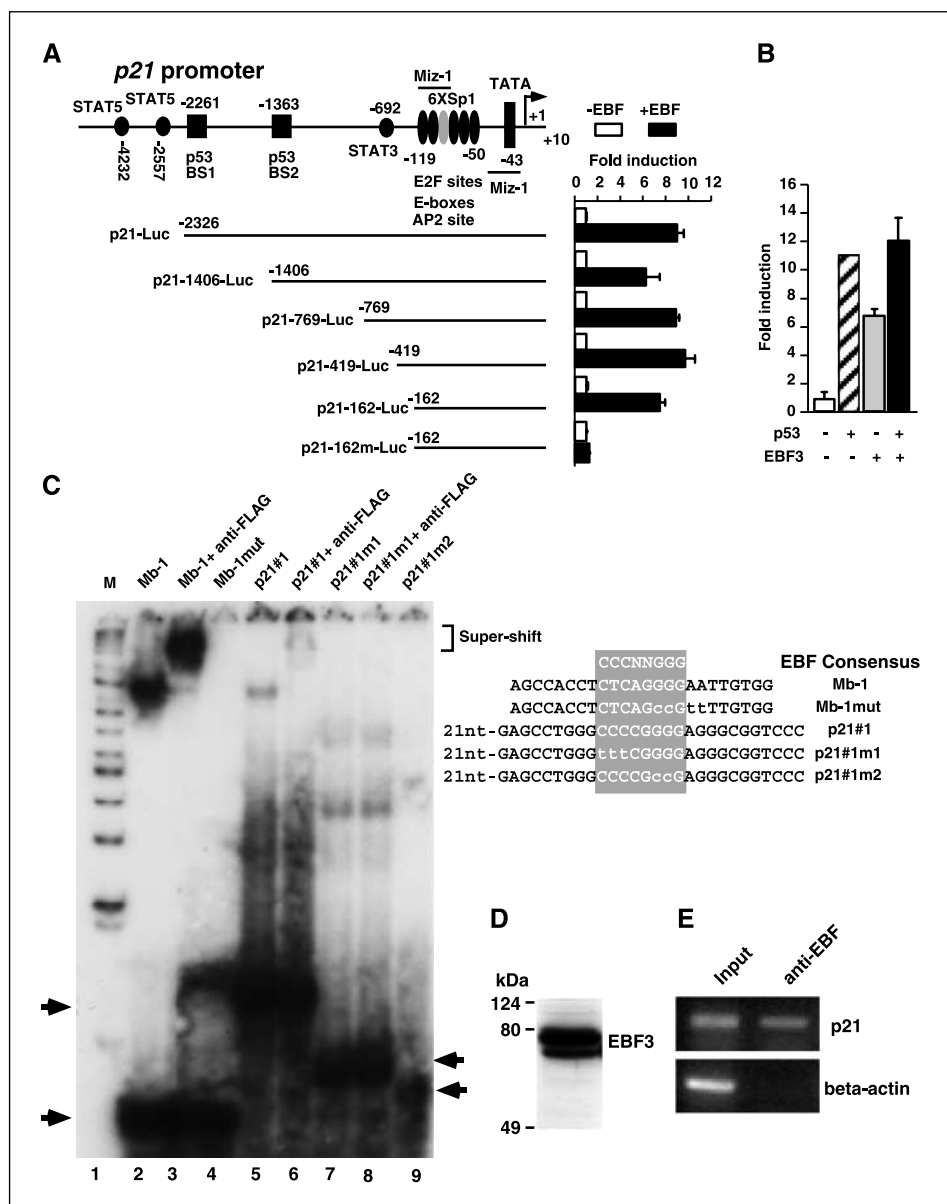 A
p21 promoter
STAT5
STAT5
-2261
-1363
-692
Miz-1
6XSp1
TATA
+1
+10
-4232
-2557
p53
BS1
p53
BS2
STAT3
-119
-50
-43
Miz-1
E2F sites
E-boxes
AP2 site
-EBF
+EBF
Fold induction
0 2 4 6 8 10 12
p21-Luc
-2326
p21-1406-Luc
-1406
p21-769-Luc
-769
p21-419-Luc
-419
p21-162-Luc
-162
p21-162m-Luc
-162
B
Fold induction
16
14
12
10
8
6
4
2
0
p53 - + - +
EBF3 - - + +
C
M
Mb-1
Mb-1+ anti-FLAG
Mb-1mut
p21#1
p21#1+ anti-FLAG
p21#1m1
p21#1m1+ anti-FLAG
p21#1m2
Super-shift
1 2 3 4 5 6 7 8 9
CCCNNGGG EBF Consensus
AGCCACCTCTCAGGGGAATTGTGG Mb-1
AGCCACCTCTCAGccGttTTGTGG Mb-1mut
21nt-GAGCCTGGGCCCCGGGGAGGGCGGTCCC p21#1
21nt-GAGCCTGGGtttCGGGGAGGGCGGTCCC p21#1m1
21nt-GAGCCTGGGCCCCGccGAGGGCGGTCCC p21#1m2
D
kDa
124
80
49
EBF3
E
Input
anti-EBF
p21
beta-actin